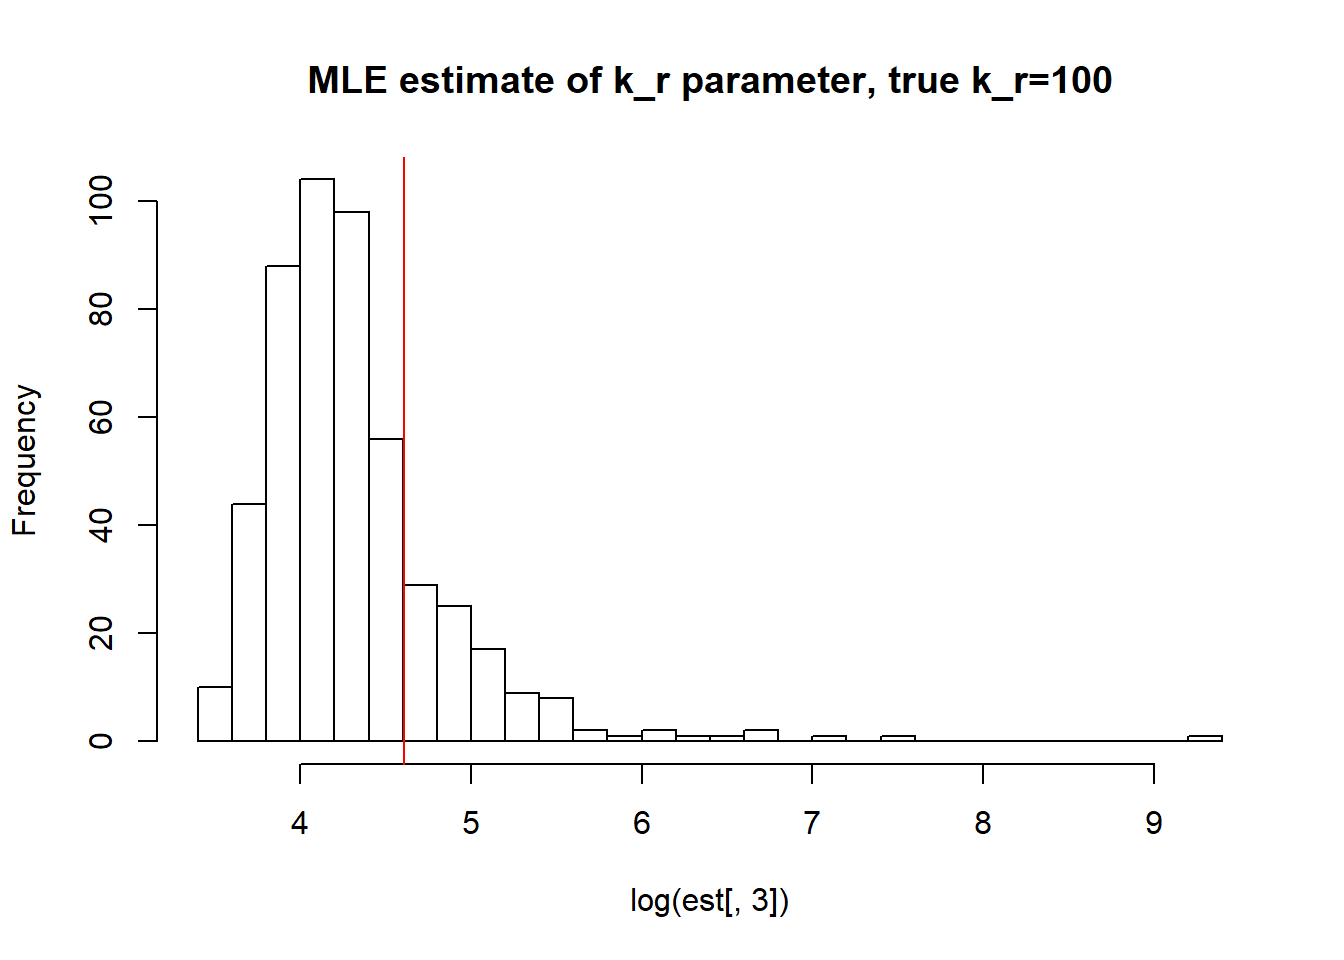 MLE estimate of k_r parameter, true k_r=100
Frequency
100
80
60
40
20
0
4 5 6 7 8 9
log(est[, 3])